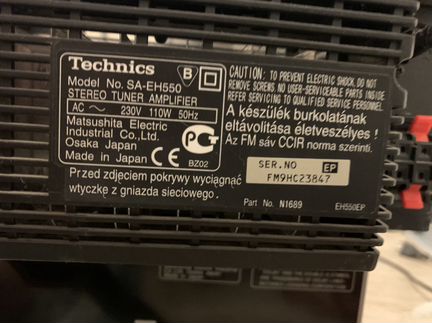 Technics
Model No. SA-EH550
STEREO TUNER AMPLIFIER
AC ~ 230V 110W 50Hz
Matsushita Electric
Industrial Co.,Ltd.
Osaka Japan
Made in Japan
CE
B
BZ02
CAUTION: TO PREVENT ELECTRIC SHOCK, DO NOT
REMOVE SCREWS. NO USER-SERVICEABLE PARTS INSIDE
REFER SERVICING TO QUALIFIED SERVICE PERSONNEL
A készülék burkolatának
eltávolítása életveszélyes !
Az FM sáv CCIR norma szerinti.
SER.NO EP
FM9HC23847
Przed zdjęciem pokrywy wyciągnąć
wtyczkę z gniazda sieciowego.
Part No. N1689
EH550EP